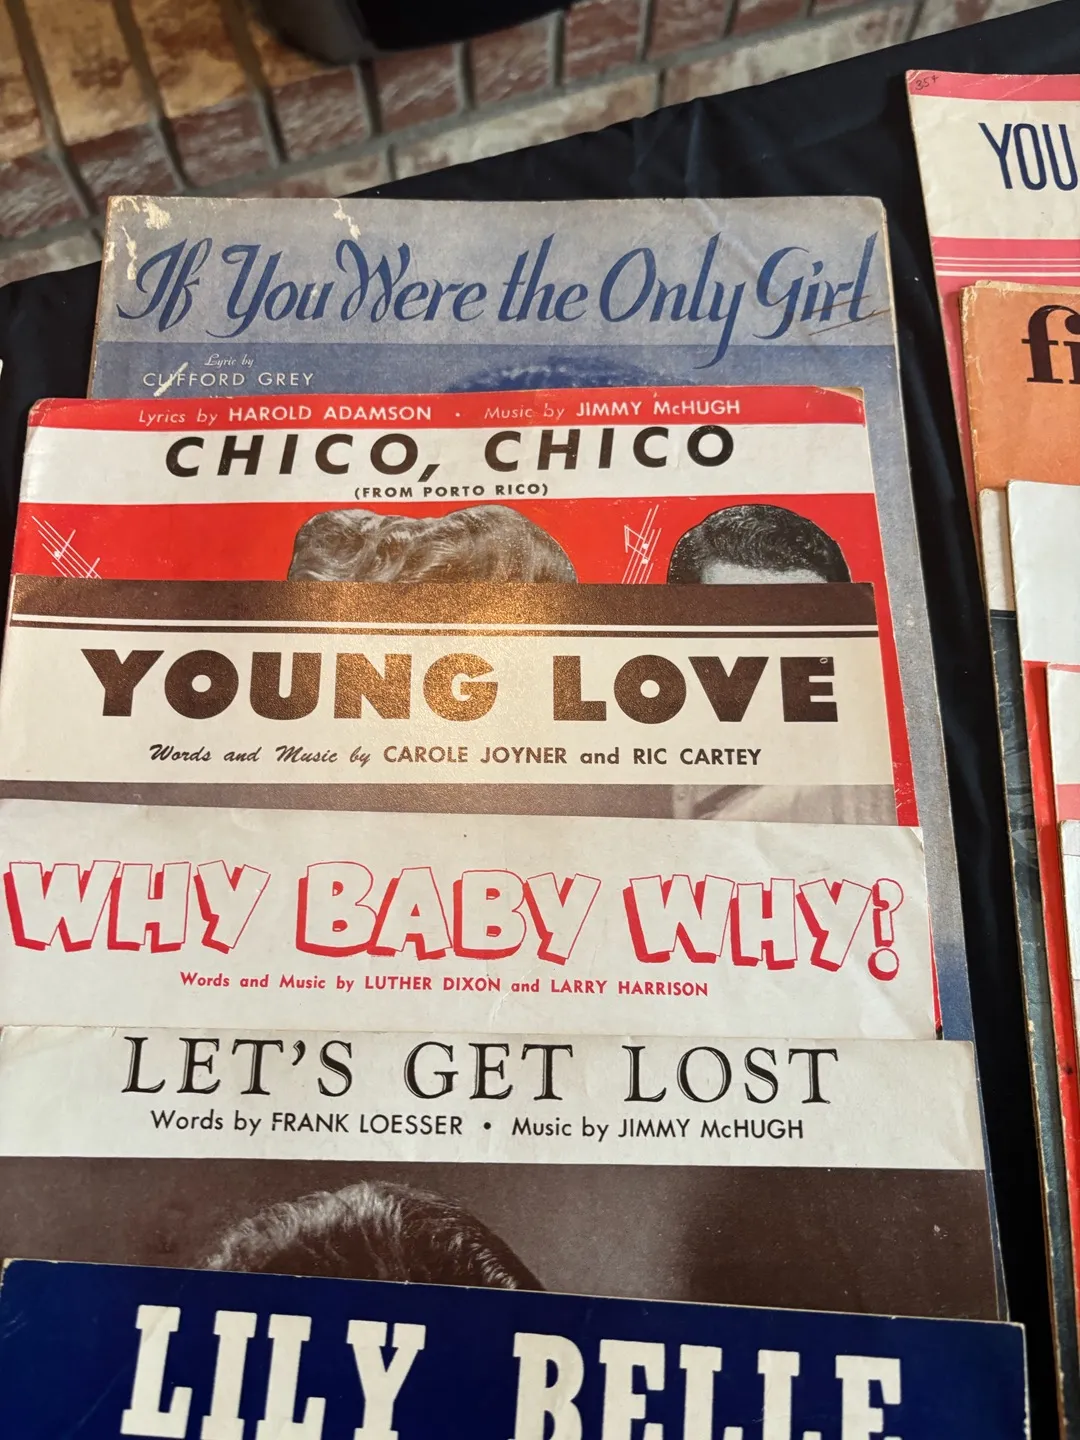 If You Were the Only Girl
Lyric by
CLIFFORD GREY
Lyrics by HAROLD ADAMSON • Music by JIMMY McHUGH
CHICO, CHICO
(FROM PORTO RICO)
YOUNG LOVE
Words and Music by CAROLE JOYNER and RIC CARTEY
WHY BABY WHY?
Words and Music by LUTHER DIXON and LARRY HARRISON
LET'S GET LOST
Words by FRANK LOESSER • Music by JIMMY McHUGH
LILY BELLE
35¢
YOU
fi